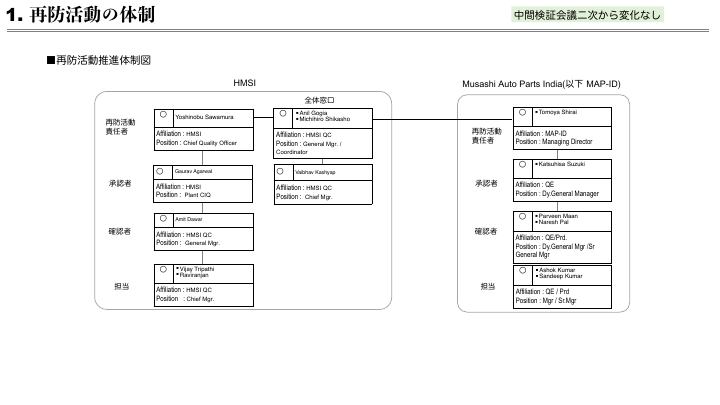 1. 再防活動の体制
中間検証会議二次から変化なし
■再防活動推進体制図
HMSI
Musashi Auto Parts India(以下 MAP-ID)
全体窓口
再防活動
責任者
○
Yoshinobu Sawamura
Affiliation : HMSI
Position : Chief Quality Officer
○
▪Anil Gogia
▪Michihiro Shikasho
Affiliation : HMSI QC
Position : General Mgr. /
Coordinator
再防活動
責任者
○
▪Tomoya Shirai
Affiliation : MAP-ID
Position : Managing Director
承認者
○
Gaurav Agarwal
Affiliation : HMSI
Position : Plant CIQ
○
Vaibhav Kashyap
Affiliation : HMSI QC
Position : Chief Mgr.
承認者
○
▪Katsuhisa Suzuki
Affiliation : QE
Position : Dy.General Manager
確認者
○
Amit Dawar
Affiliation : HMSI QC
Position : General Mgr.
確認者
○
▪Parveen Maan
▪Naresh Pal
Affiliation : QE/Prd.
Position : Dy.General Mgr /Sr
General Mgr
担当
○
▪Vijay Tripathi
▪Raviranjan
Affiliation : HMSI QC
Position : Chief Mgr.
担当
○
▪Ashok Kumar
▪Sandeep Kumar
Affiliation : QE / Prd
Position : Mgr / Sr.Mgr